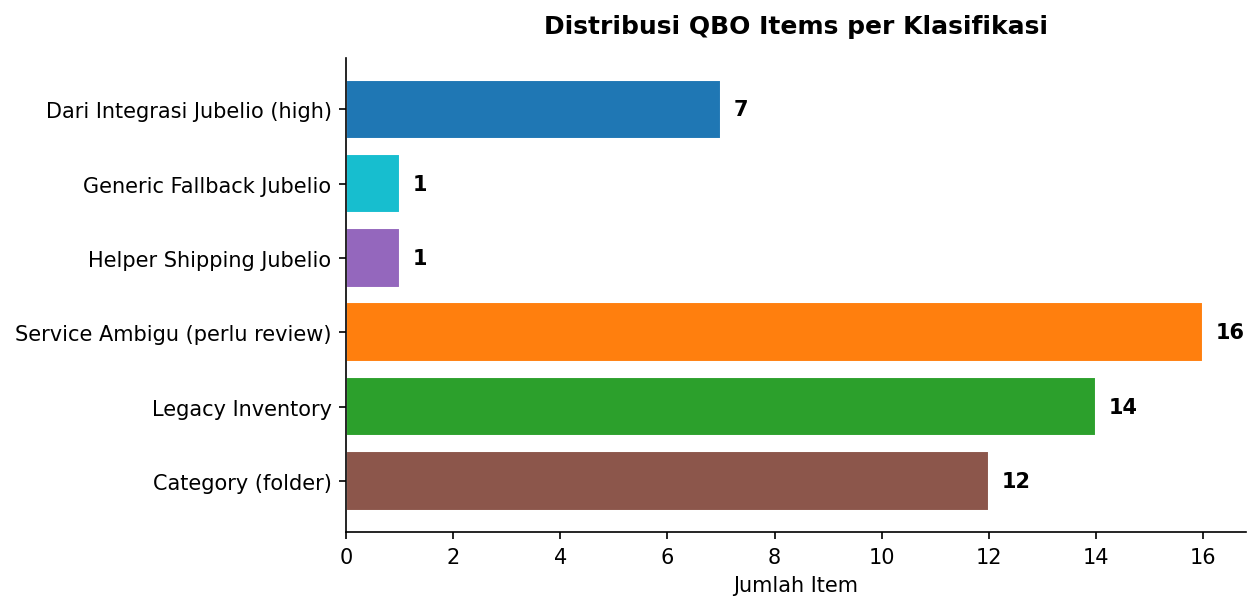 Distribusi QBO Items per Klasifikasi
Dari Integrasi Jubelio (high) 7
Generic Fallback Jubelio 1
Helper Shipping Jubelio 1
Service Ambigu (perlu review) 16
Legacy Inventory 14
Category (folder) 12
0 2 4 6 8 10 12 14 16
Jumlah Item